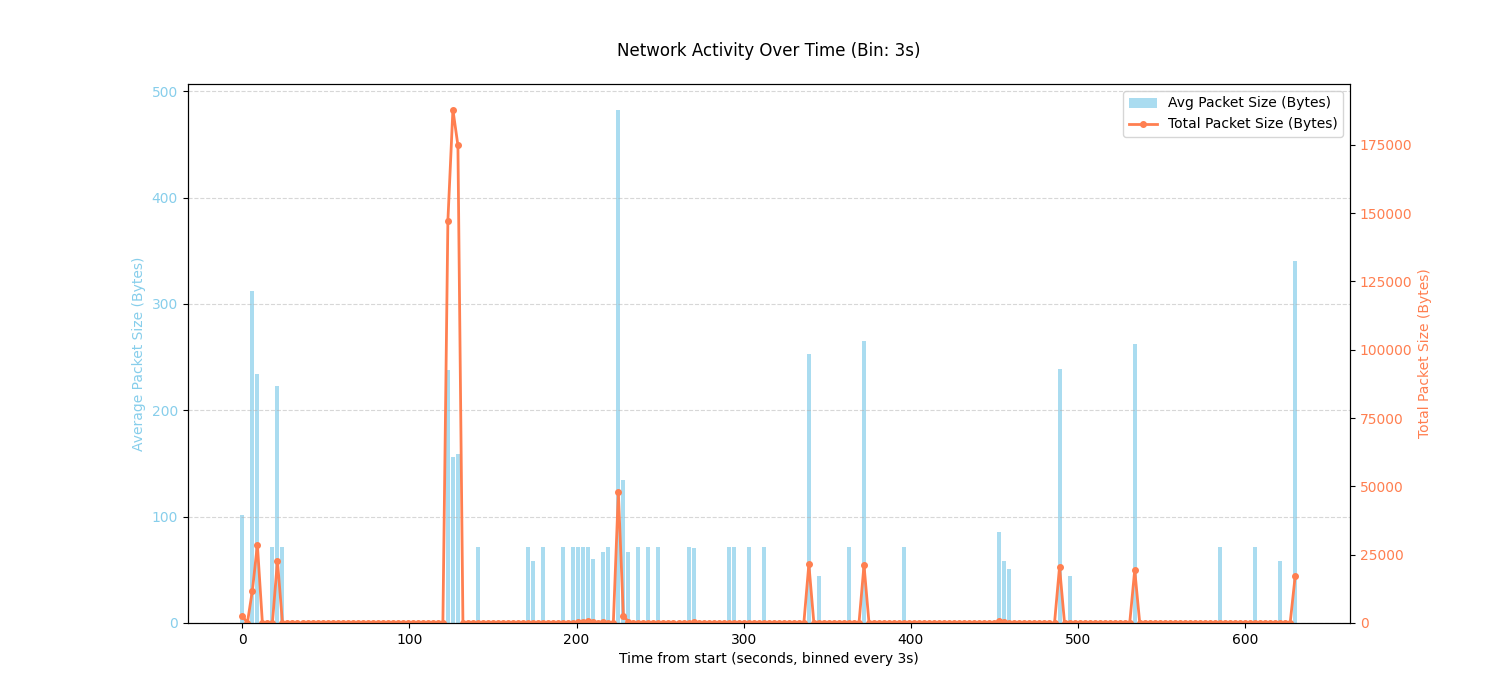 Network Activity Over Time (Bin: 3s)
Avg Packet Size (Bytes)
Total Packet Size (Bytes)
Average Packet Size (Bytes)
500
400
300
200
100
0
175000
150000
125000
100000
75000
50000
25000
0
Total Packet Size (Bytes)
0 100 200 300 400 500 600
Time from start (seconds, binned every 3s)